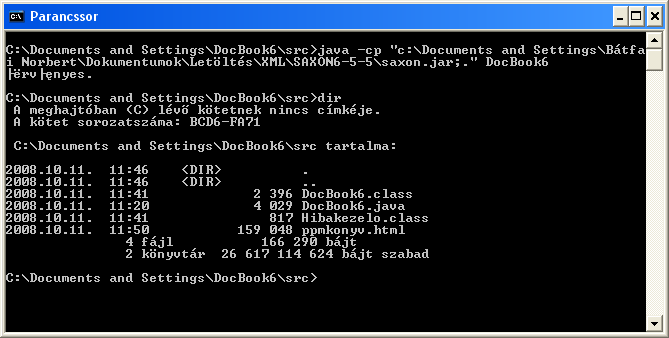 Parancssor
C:\Documents and Settings\DocBook6\src>java -cp "c:\Documents and Settings\Bátfa
i Norbert\Dokumentumok\Letöltés\XML\SAXON6-5-5\saxon.jar;." DocBook6
├ërv├ęnyes.
C:\Documents and Settings\DocBook6\src>dir
A meghajtóban (C) lévő kötetnek nincs címkéje.
A kötet sorozatszáma: BCD6-FA71
C:\Documents and Settings\DocBook6\src tartalma:
2008.10.11.  11:46    <DIR>          .
2008.10.11.  11:46    <DIR>          ..
2008.10.11.  11:41             2 396 DocBook6.class
2008.10.11.  11:20             4 029 DocBook6.java
2008.10.11.  11:41               817 Hibakezelo.class
2008.10.11.  11:50           159 048 ppmkonyv.html
4 fájl           166 290 bájt
2 könyvtár  26 617 114 624 bájt szabad
C:\Documents and Settings\DocBook6\src>